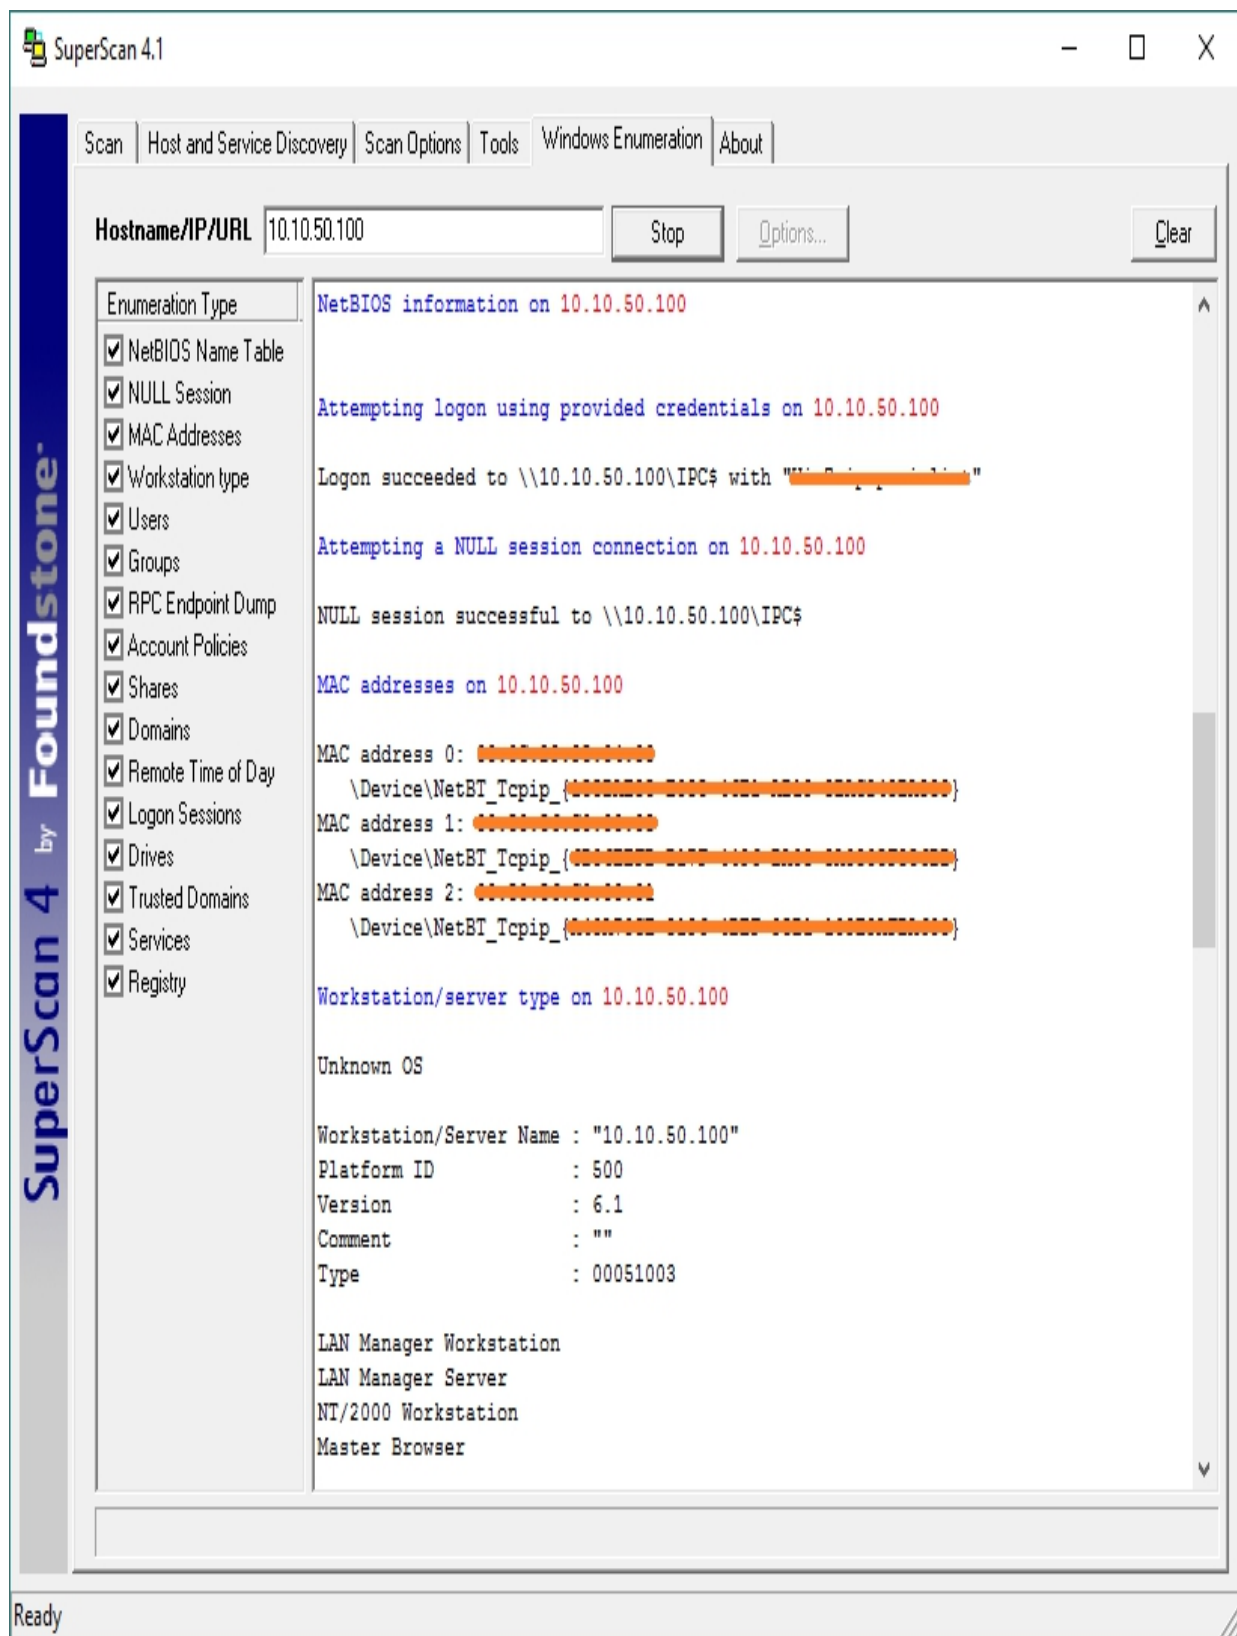 SuperScan 4.1
Scan
Host and Service Discovery
Scan Options
Tools
Windows Enumeration
About
Hostname/IP/URL
10.10.50.100
Stop
Options...
Clear
Enumeration Type
NetBIOS Name Table
NULL Session
MAC Addresses
Workstation type
Users
Groups
RPC Endpoint Dump
Account Policies
Shares
Domains
Remote Time of Day
Logon Sessions
Drives
Trusted Domains
Services
Registry
NetBIOS information on 10.10.50.100
Attempting logon using provided credentials on 10.10.50.100
Logon succeeded to \\10.10.50.100\IPC$ with ""
Attempting a NULL session connection on 10.10.50.100
NULL session successful to \\10.10.50.100\IPC$
MAC addresses on 10.10.50.100
MAC address 0:
\Device\NetBT_Tcpip_{}
MAC address 1:
\Device\NetBT_Tcpip_{}
MAC address 2:
\Device\NetBT_Tcpip_{}
Workstation/server type on 10.10.50.100
Unknown OS
Workstation/Server Name : "10.10.50.100"
Platform ID : 500
Version : 6.1
Comment : ""
Type : 00051003
LAN Manager Workstation
LAN Manager Server
NT/2000 Workstation
Master Browser
SuperScan 4 by Foundstone
Ready